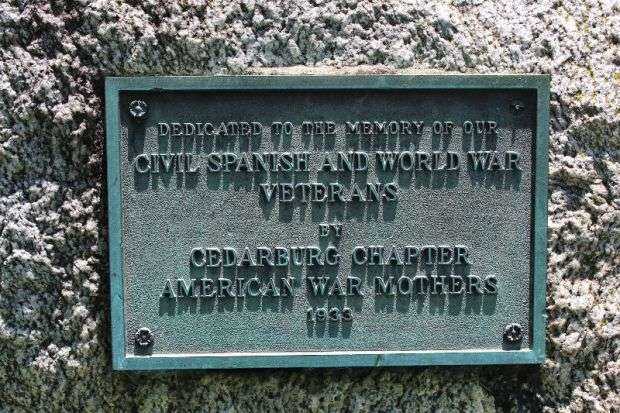 DEDICATED TO THE MEMORY OF OUR
CIVIL SPANISH AND WORLD WAR
VETERANS
BY
CEDARBURG CHAPTER
AMERICAN WAR MOTHERS
1933